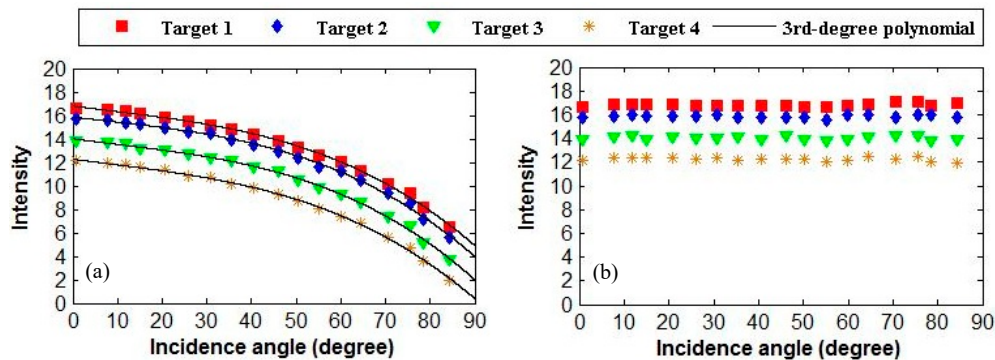 Target 1 Target 2 Target 3 Target 4 3rd-degree polynomial
20
18
16
14
12
10
8
6
4
2
0
Intensity
(a)
0 10 20 30 40 50 60 70 80 90
Incidence angle (degree)
20
18
16
14
12
10
8
6
4
2
0
Intensity
(b)
0 10 20 30 40 50 60 70 80 90
Incidence angle (degree)